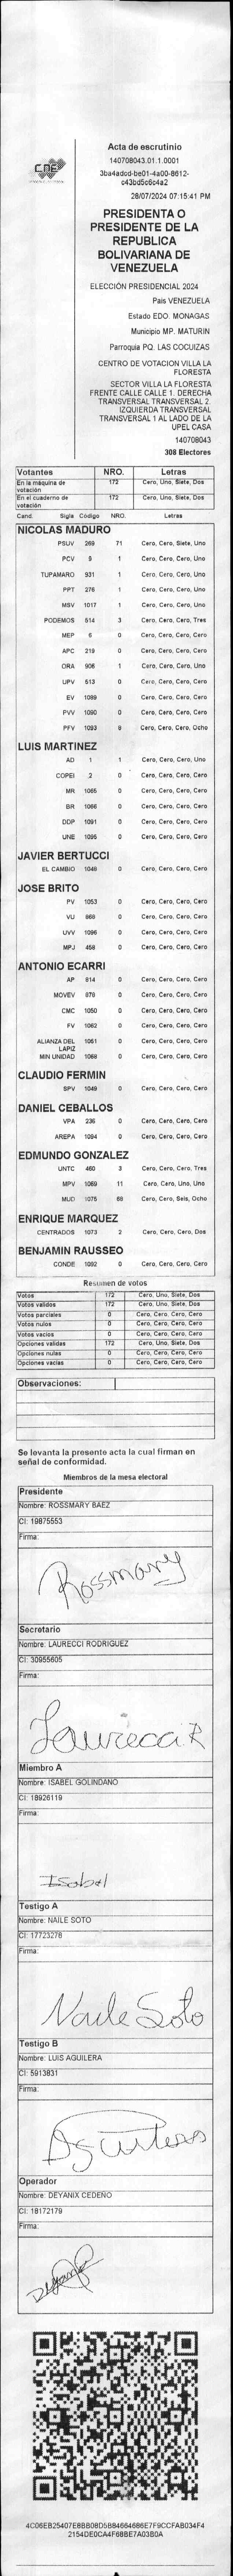 CNE
Acta de escrutinio
140708043.01.1.0001
3ba4adcd-be01-4a00-8612-
c43bd5c6c4a2
28/07/2024 07:15:41 PM
PRESIDENTA O
PRESIDENTE DE LA
REPUBLICA
BOLIVARIANA DE
VENEZUELA
ELECCIÓN PRESIDENCIAL 2024
Pais VENEZUELA
Estado EDO. MONAGAS
Municipio MP. MATURIN
Parroquia PQ. LAS COCUIZAS
CENTRO DE VOTACION VILLA LA
FLORESTA
SECTOR VILLA LA FLORESTA
FRENTE CALLE CALLE 1. DERECHA
TRANSVERSAL TRANSVERSAL 2.
IZQUIERDA TRANSVERSAL
TRANSVERSAL 1 AL LADO DE LA
UPEL CASA
140708043
308 Electores
Votantes NRO. Letras
En la máquina de votación 172 Cero, Uno, Siete, Dos
En el cuaderno de votación 172 Cero, Uno, Siete, Dos
Cand. Sigla Código NRO. Letras
NICOLAS MADURO
PSUV 269 71 Cero, Cero, Siete, Uno
PCV 9 1 Cero, Cero, Cero, Uno
TUPAMARO 931 1 Cero, Cero, Cero, Uno
PPT 275 1 Cero, Cero, Cero, Uno
MSV 1017 1 Cero, Cero, Cero, Uno
PODEMOS 514 3 Cero, Cero, Cero, Tres
MEP 6 0 Cero, Cero, Cero, Cero
APC 219 0 Cero, Cero, Cero, Cero
ORA 906 1 Cero, Cero, Cero, Uno
UPV 513 0 Cero, Cero, Cero, Cero
EV 1089 0 Cero, Cero, Cero, Cero
PVV 1090 0 Cero, Cero, Cero, Cero
PFV 1093 8 Cero, Cero, Cero, Ocho
LUIS MARTINEZ
AD 1 1 Cero, Cero, Cero, Uno
COPEI 2 0 Cero, Cero, Cero, Cero
MR 1065 0 Cero, Cero, Cero, Cero
BR 1066 0 Cero, Cero, Cero, Cero
DDP 1091 0 Cero, Cero, Cero, Cero
UNE 1095 0 Cero, Cero, Cero, Cero
JAVIER BERTUCCI
EL CAMBIO 1048 0 Cero, Cero, Cero, Cero
JOSE BRITO
PV 1053 0 Cero, Cero, Cero, Cero
VU 868 0 Cero, Cero, Cero, Cero
UVV 1096 0 Cero, Cero, Cero, Cero
MPJ 458 0 Cero, Cero, Cero, Cero
ANTONIO ECARRI
AP 814 0 Cero, Cero, Cero, Cero
MOVEV 878 0 Cero, Cero, Cero, Cero
CMC 1050 0 Cero, Cero, Cero, Cero
FV 1062 0 Cero, Cero, Cero, Cero
ALIANZA DEL LAPIZ 1061 0 Cero, Cero, Cero, Cero
MIN UNIDAD 1068 0 Cero, Cero, Cero, Cero
CLAUDIO FERMIN
SPV 1049 0 Cero, Cero, Cero, Cero
DANIEL CEBALLOS
VPA 236 0 Cero, Cero, Cero, Cero
AREPA 1094 0 Cero, Cero, Cero, Cero
EDMUNDO GONZALEZ
UNTC 460 3 Cero, Cero, Cero, Tres
MPV 1069 11 Cero, Cero, Uno, Uno
MUD 1075 68 Cero, Cero, Seis, Ocho
ENRIQUE MARQUEZ
CENTRADOS 1073 2 Cero, Cero, Cero, Dos
BENJAMIN RAUSSEO
CONDE 1092 0 Cero, Cero, Cero, Cero
Resumen de votos
Votos 172 Cero, Uno, Siete, Dos
Votos validos 172 Cero, Uno, Siete, Dos
Votos parciales 0 Cero, Cero, Cero, Cero
Votos nulos 0 Cero, Cero, Cero, Cero
Votos vacios 0 Cero, Cero, Cero, Cero
Opciones validas 172 Cero, Uno, Siete, Dos
Opciones nulas 0 Cero, Cero, Cero, Cero
Opciones vacias 0 Cero, Cero, Cero, Cero
Observaciones:
Se levanta la presente acta la cual firman en
señal de conformidad.
Miembros de la mesa electoral
Presidente
Nombre: ROSSMARY BAEZ
CI: 19875553
Firma:
Rossmary
Secretario
Nombre: LAURECCI RODRIGUEZ
CI: 30955605
Firma:
Laurecci R
Miembro A
Nombre: ISABEL GOLINDANO
CI: 18926119
Firma:
Isabel
Testigo A
Nombre: NAILE SOTO
CI: 17723278
Firma:
Naile Soto
Testigo B
Nombre: LUIS AGUILERA
CI: 5913831
Firma:
Operador
Nombre: DEYANIX CEDEÑO
CI: 18172179
Firma:
4C06EB25407E8BB08D5B84664686E7F9CCFAB034F4
2154DE0CA4F68BE7A03B0A